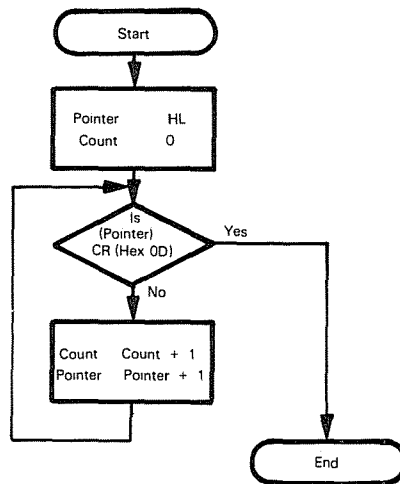 Start
Pointer HL
Count 0
Is
(Pointer)
CR (Hex 0D)
Yes
No
Count Count + 1
Pointer Pointer + 1
End